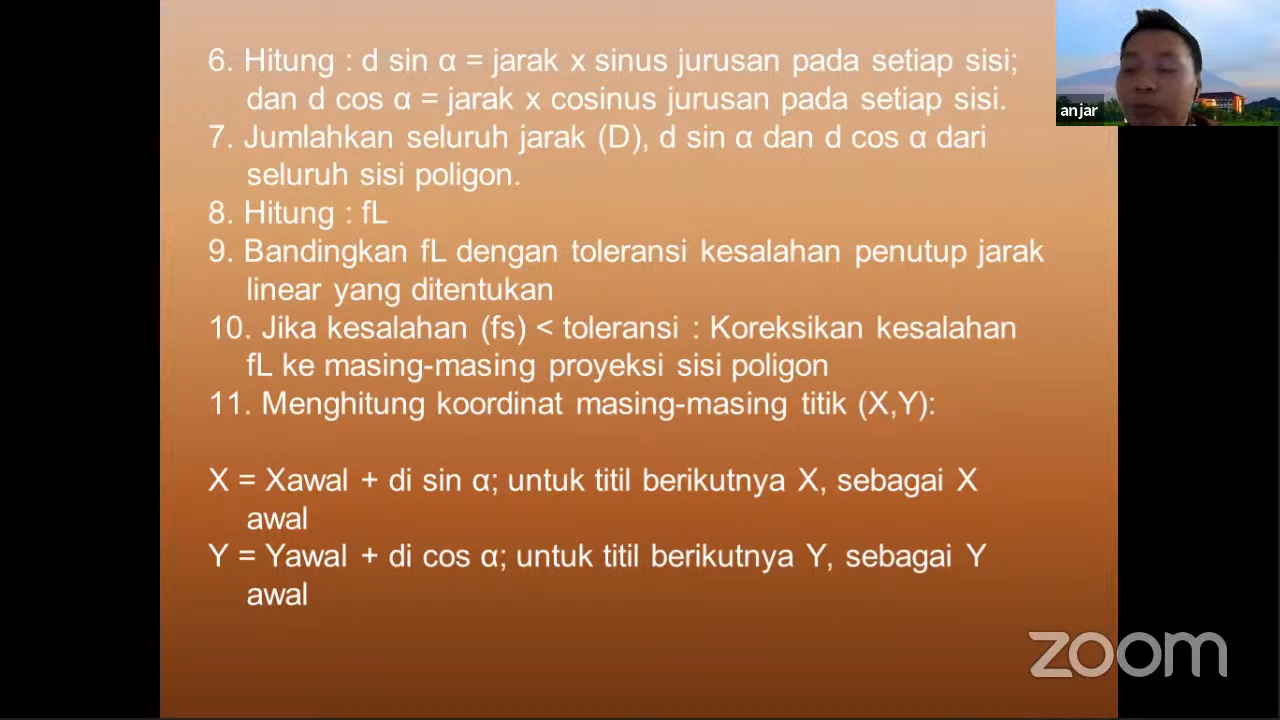 6. Hitung : d sin α = jarak x sinus jurusan pada setiap sisi;
dan d cos α = jarak x cosinus jurusan pada setiap sisi.
7. Jumlahkan seluruh jarak (D), d sin α dan d cos α dari
seluruh sisi poligon.
8. Hitung : fL
9. Bandingkan fL dengan toleransi kesalahan penutup jarak
linear yang ditentukan
10. Jika kesalahan (fs) < toleransi : Koreksikan kesalahan
fL ke masing-masing proyeksi sisi poligon
11. Menghitung koordinat masing-masing titik (X,Y):
X = Xawal + di sin α; untuk titil berikutnya X, sebagai X
awal
Y = Yawal + di cos α; untuk titil berikutnya Y, sebagai Y
awal
anjar
zoom